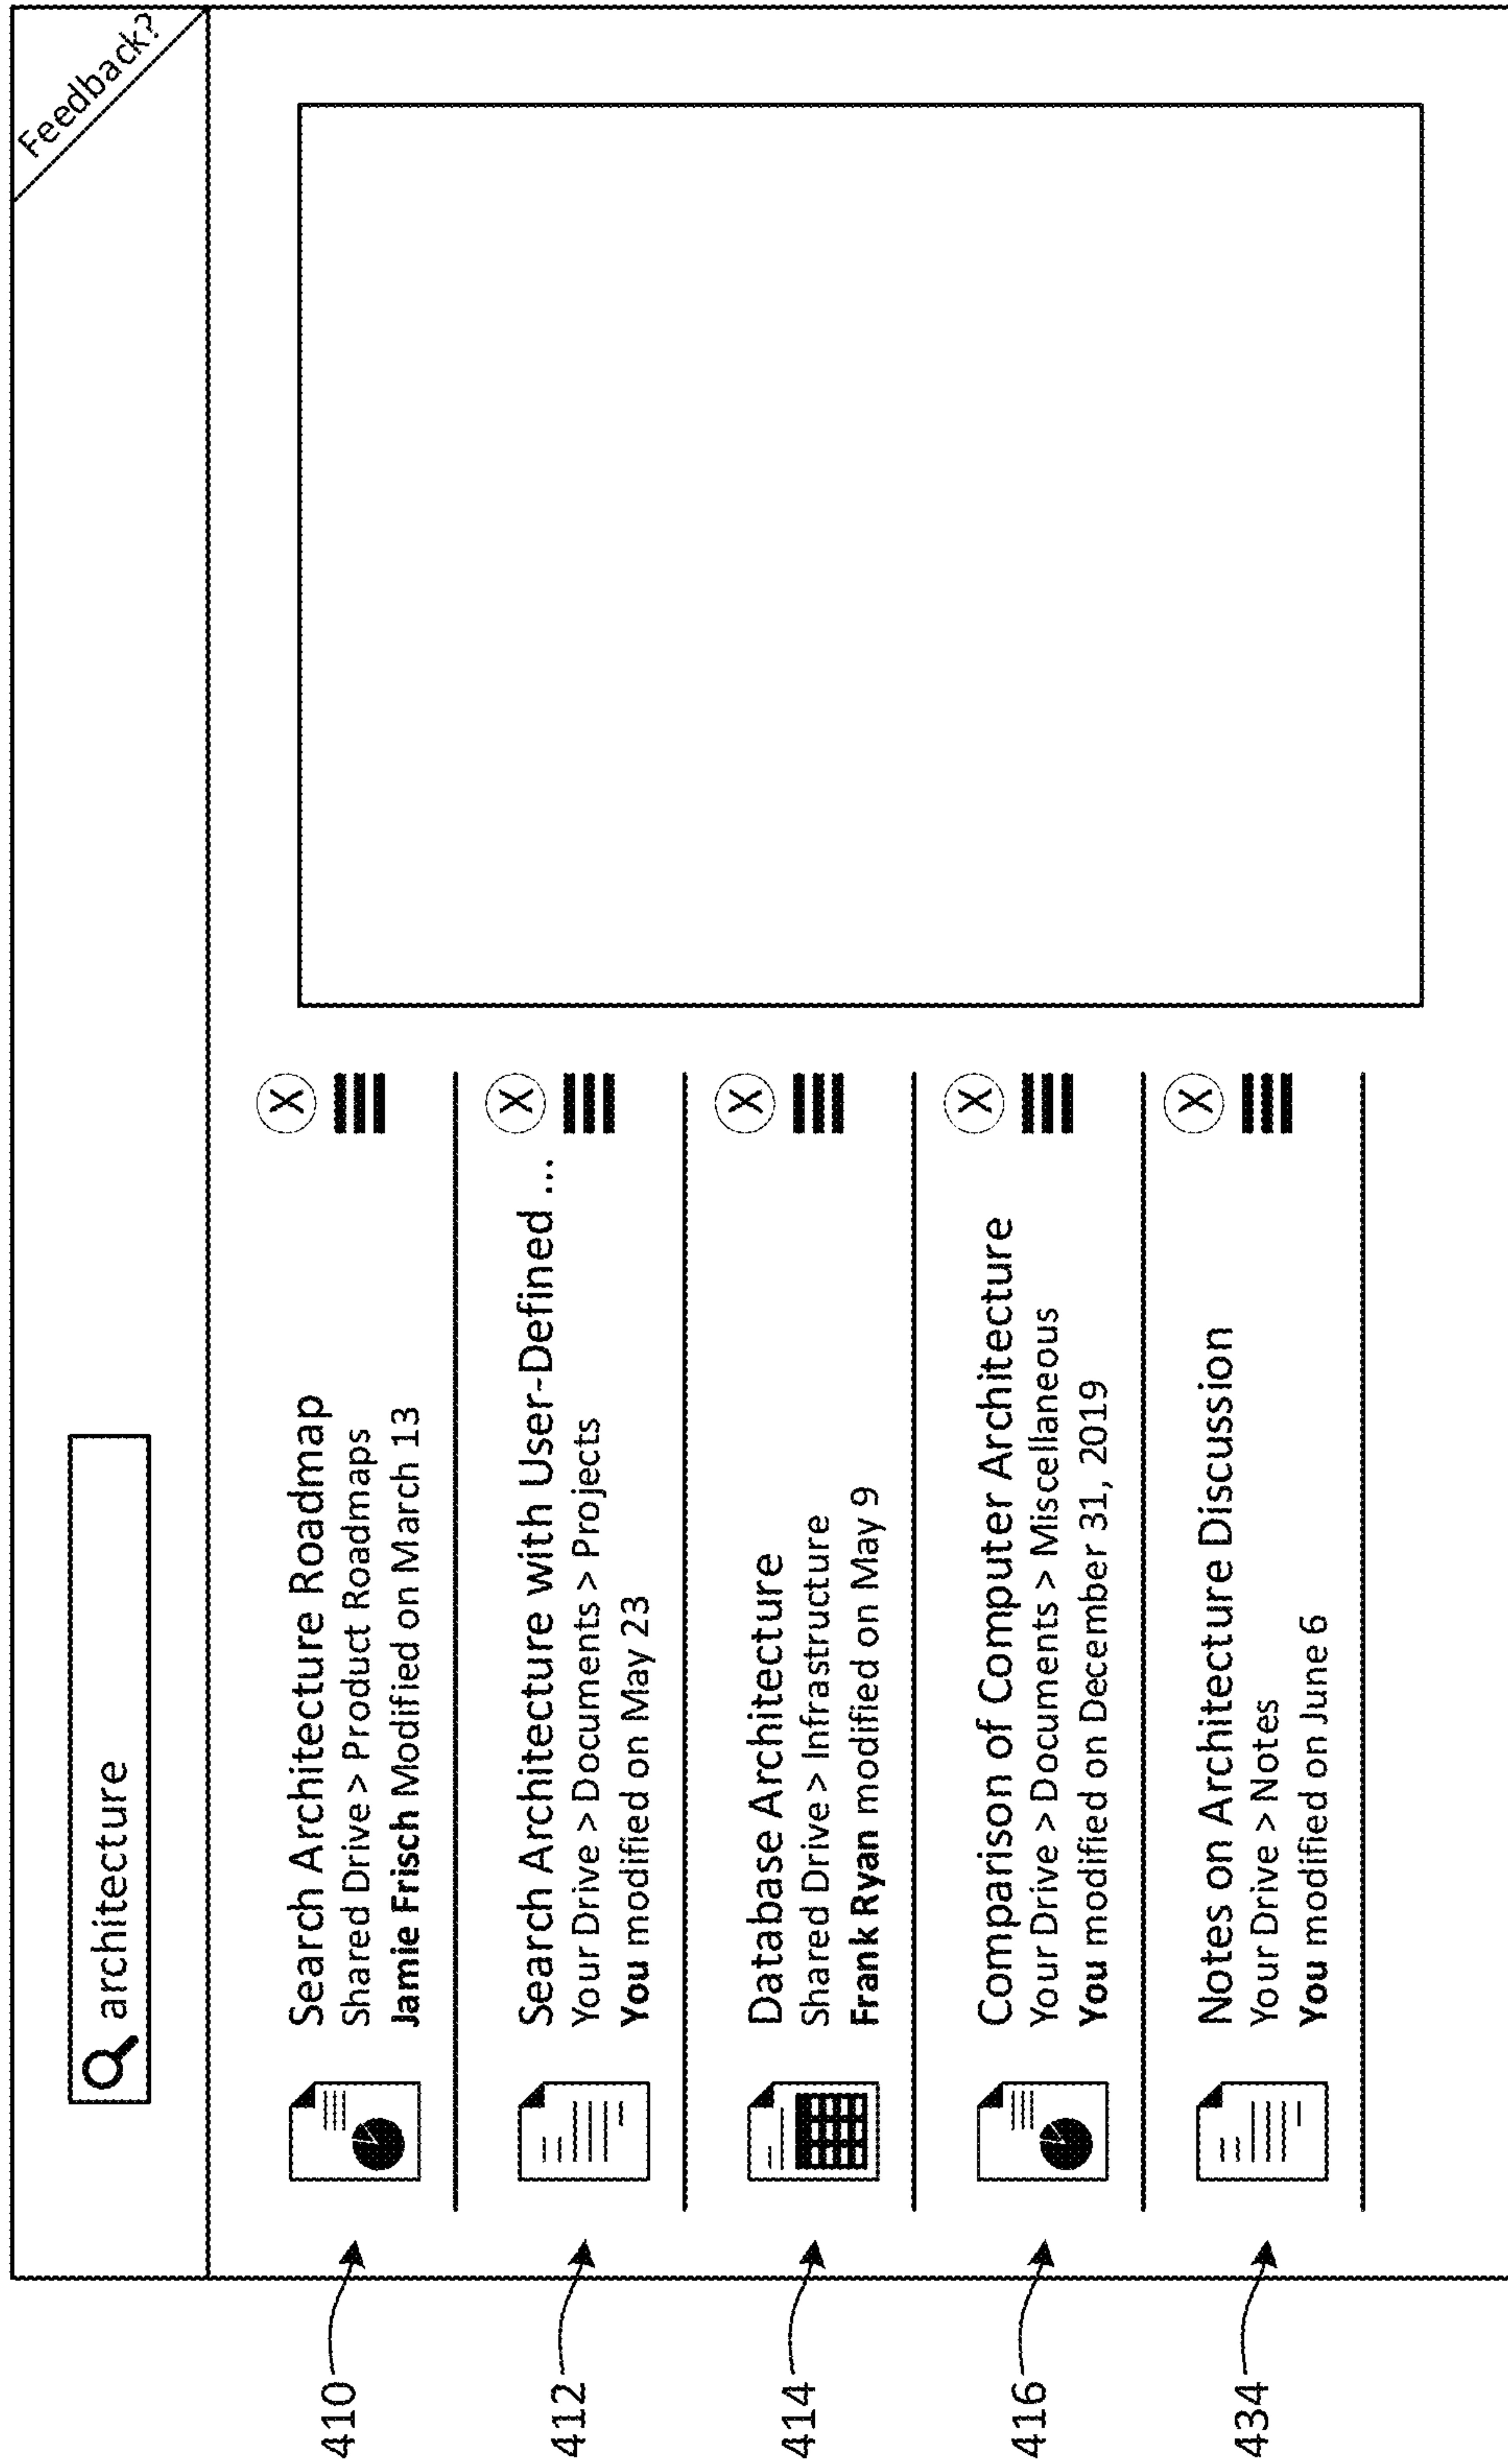 Feedback?
architecture
410
Search Architecture Roadmap
X
Shared Drive > Product Roadmaps
Jamie Frisch Modified on March 13
412
Search Architecture with User-Defined ...
X
Your Drive > Documents > Projects
You modified on May 23
414
Database Architecture
X
Shared Drive > Infrastructure
Frank Ryan modified on May 9
416
Comparison of Computer Architecture
X
Your Drive > Documents > Miscellaneous
You modified on December 31, 2019
434
Notes on Architecture Discussion
X
Your Drive > Notes
You modified on June 6